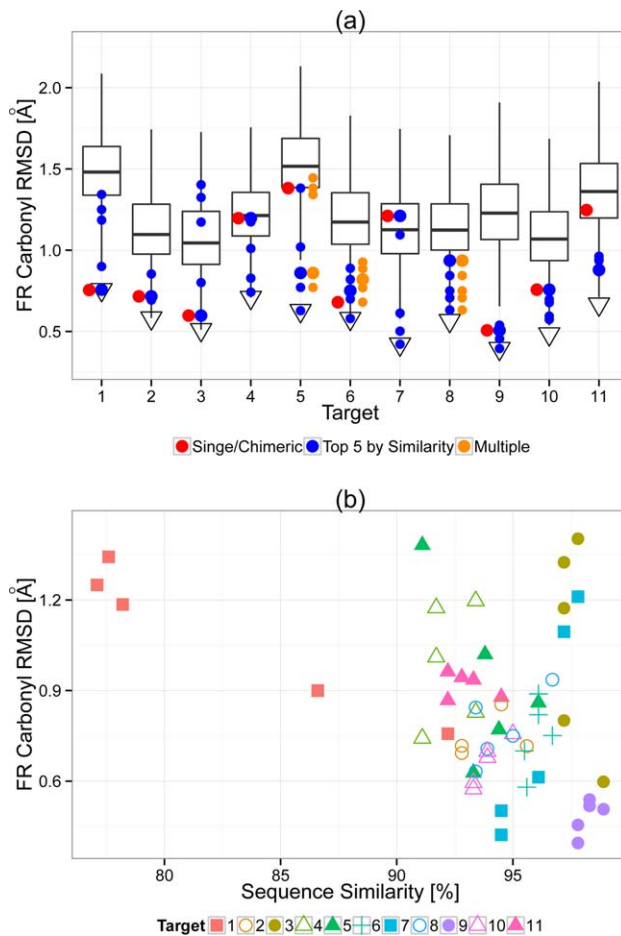 (a)
FR Carbonyl RMSD [Å]
2.0
1.5
1.0
0.5
1 2 3 4 5 6 7 8 9 10 11
Target
Singe/Chimeric Top 5 by Similarity Multiple
(b)
FR Carbonyl RMSD [Å]
1.2
0.9
0.6
80 85 90 95
Sequence Similarity [%]
Target 1 2 3 4 5 6 7 8 9 10 11